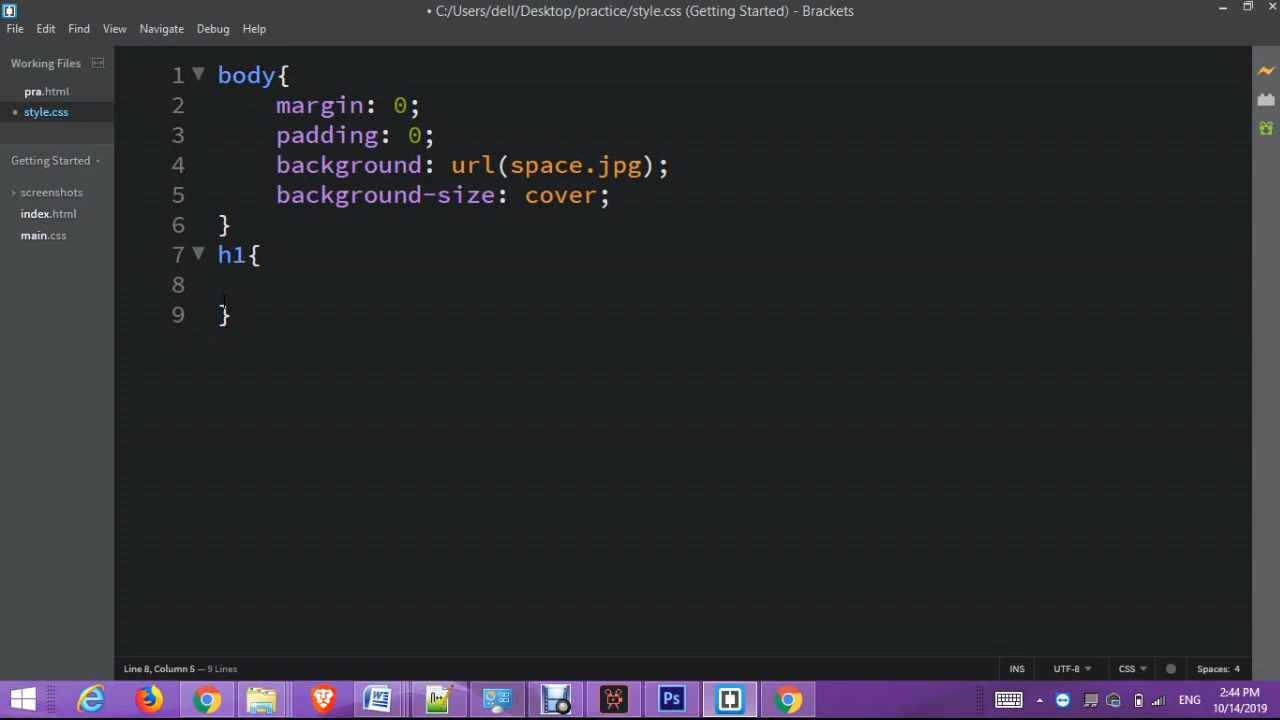 • C:/Users/dell/Desktop/practice/style.css (Getting Started) - Brackets
File Edit Find View Navigate Debug Help
Working Files
pra.html
style.css
Getting Started
screenshots
index.html
main.css
1 body{
2 margin: 0;
3 padding: 0;
4 background: url(space.jpg);
5 background-size: cover;
6 }
7 h1{
8
9 }
Line 8, Column 5 — 9 Lines
INS UTF-8 CSS Spaces: 4
Ps
ENG
2:44 PM
10/14/2019